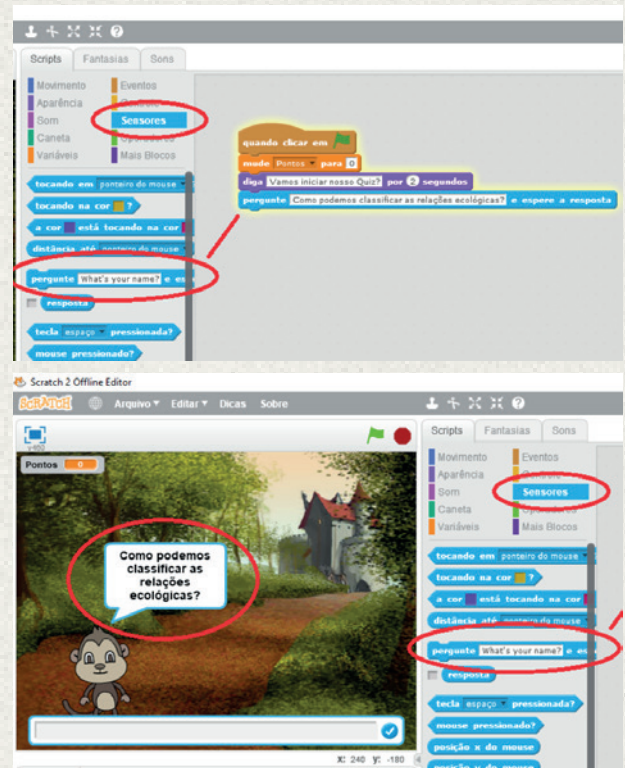 Scripts Fantasias Sons
Movimento Eventos
Aparência
Som Sensores
Caneta
Variáveis Mais Blocos
tocando em ponteiro do mouse
tocando na cor ?
a cor está tocando na cor
distância até ponteiro do mouse
pergunte What's your name? e
resposta
tecla espaço pressionada?
mouse pressionado?
quando clicar em
mude Pontos para 0
diga Vamos iniciar nosso Quiz? por 2 segundos
pergunte Como podemos classificar as relações ecológicas? e espere a resposta
Scratch 2 Offline Editor
SCRATCH Arquivo Editar Dicas Sobre
Pontos 0
Como podemos
classificar as
relações
ecológicas?
X: 240 y: -180
Scripts Fantasias Sons
Movimento Eventos
Aparência
Som Sensores
Caneta
Variáveis Mais Blocos
tocando em ponteiro do mouse
tocando na cor ?
a cor está tocando na cor
distância até ponteiro do mouse
pergunte What's your name? e
resposta
tecla espaço pressionada?
mouse pressionado?
posição x do mouse